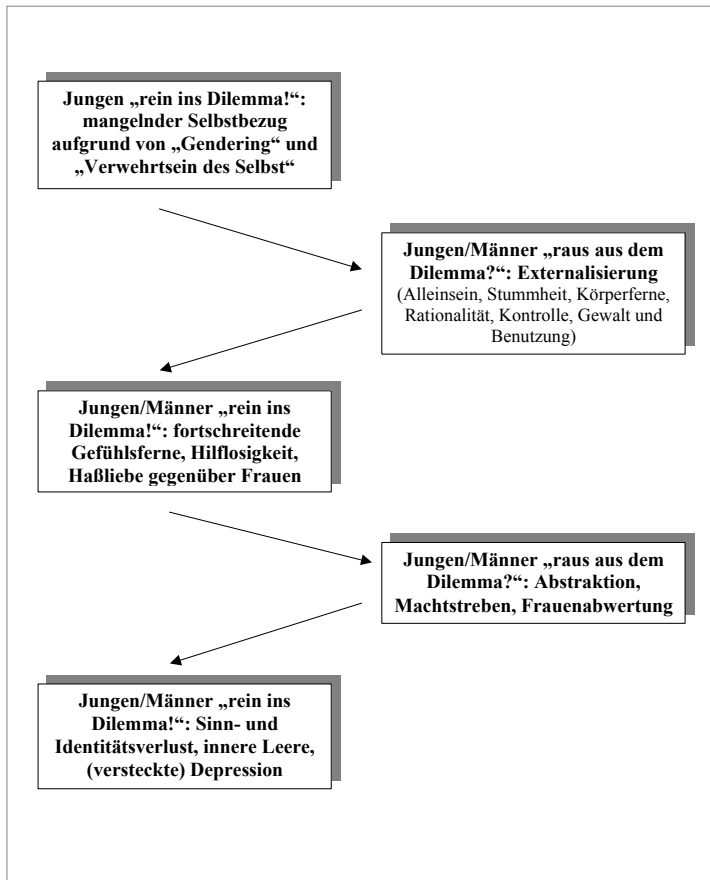 Jungen „rein ins Dilemma!“:
mangelnder Selbstbezug
aufgrund von „Gendering“ und
„Verwehrtsein des Selbst“
Jungen/Männer „raus aus dem
Dilemma?“: Externalisierung
(Alleinsein, Stummheit, Körperferne,
Rationalität, Kontrolle, Gewalt und
Benutzung)
Jungen/Männer „rein ins
Dilemma!“: fortschreitende
Gefühlsferne, Hilflosigkeit,
Haßliebe gegenüber Frauen
Jungen/Männer „raus aus dem
Dilemma?“: Abstraktion,
Machtstreben, Frauenabwertung
Jungen/Männer „rein ins
Dilemma!“: Sinn- und
Identitätsverlust, innere Leere,
(versteckte) Depression